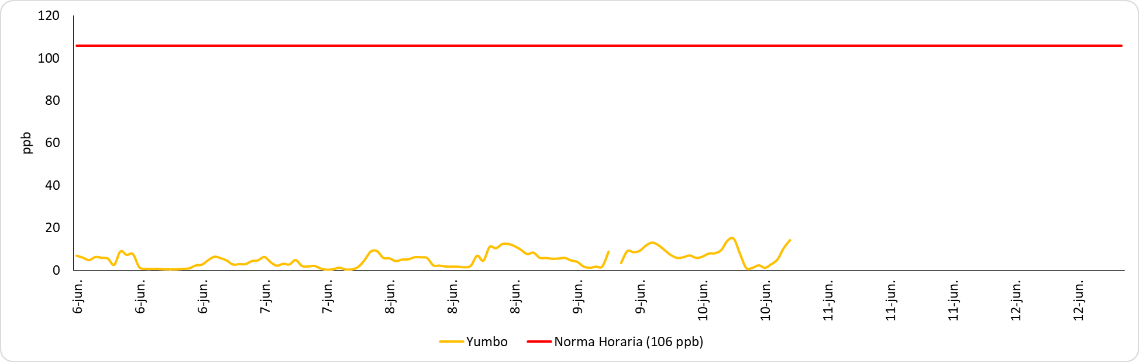 120
100
80
60
40
20
0
ppb
6-jun. 6-jun. 6-jun. 7-jun. 7-jun. 8-jun. 8-jun. 8-jun. 9-jun. 9-jun. 10-jun. 10-jun. 11-jun. 11-jun. 11-jun. 12-jun. 12-jun.
Yumbo Norma Horaria (106 ppb)